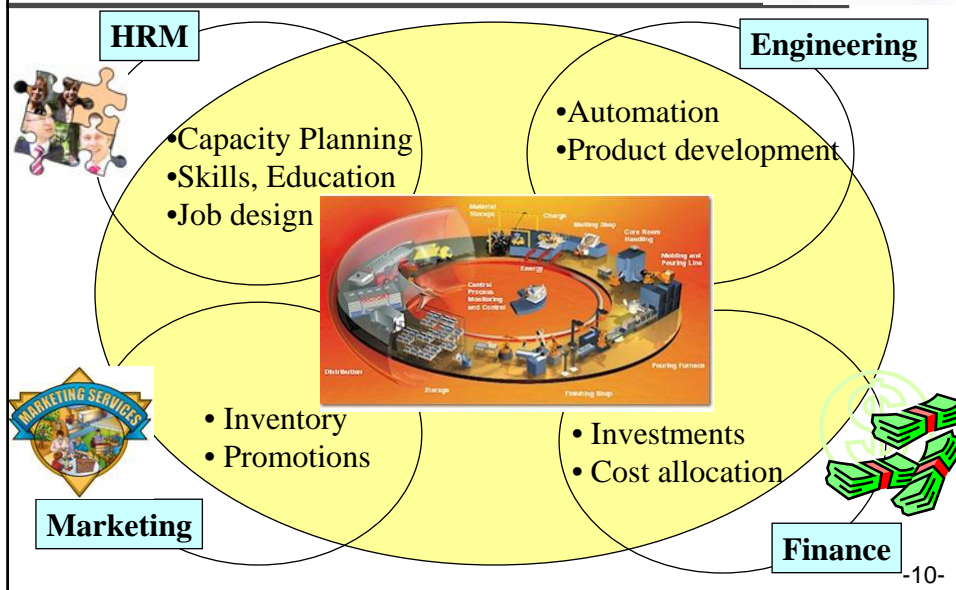 HRM
Engineering
•Capacity Planning
•Skills, Education
•Job design
•Automation
•Product development
Material
Storage
Charge
Melting Shop
Core Room
Handling
Molding and
Pouring Line
Energy
Central
Process
Monitoring
and Control
Distribution
Storage
Finishing Shop
Pouring Furnace
MARKETING SERVICES
• Inventory
• Promotions
• Investments
• Cost allocation
$
Marketing
Finance
-10-